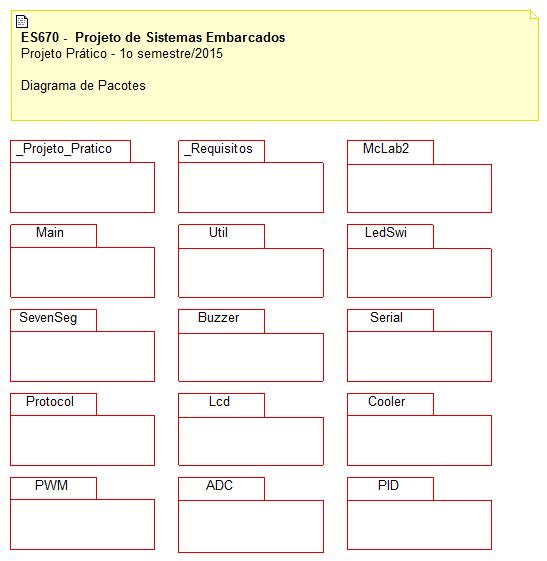 ES670 - Projeto de Sistemas Embarcados
Projeto Prático - 1o semestre/2015
Diagrama de Pacotes
_Projeto_Pratico
_Requisitos
McLab2
Main
Util
LedSwi
SevenSeg
Buzzer
Serial
Protocol
Lcd
Cooler
PWM
ADC
PID